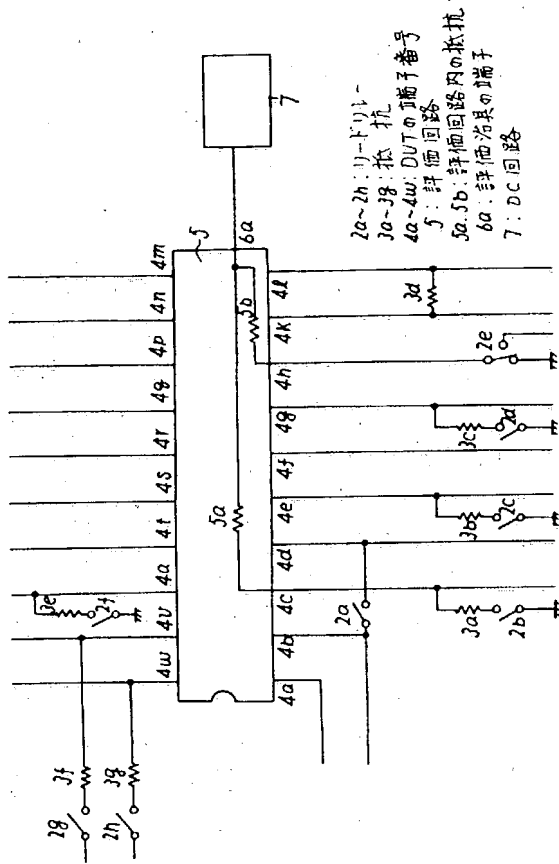 2g
3f
2h
3g
4w
4v
3e
2f
4a
4t
4s
4r
4q
4p
4n
4m
5
5a
5b
6a
7
4a
4b
4c
4d
4e
4f
4g
4h
4k
4l
2a
3a
2b
3b
2c
3c
2d
2e
3d
2a~2h:リードリレー
3a~3g:抵抗
4a~4w:DUTの端子番号
5:評価回路
5a.5b:評価回路内の抵抗
6a:評価治具の端子
7:DC回路